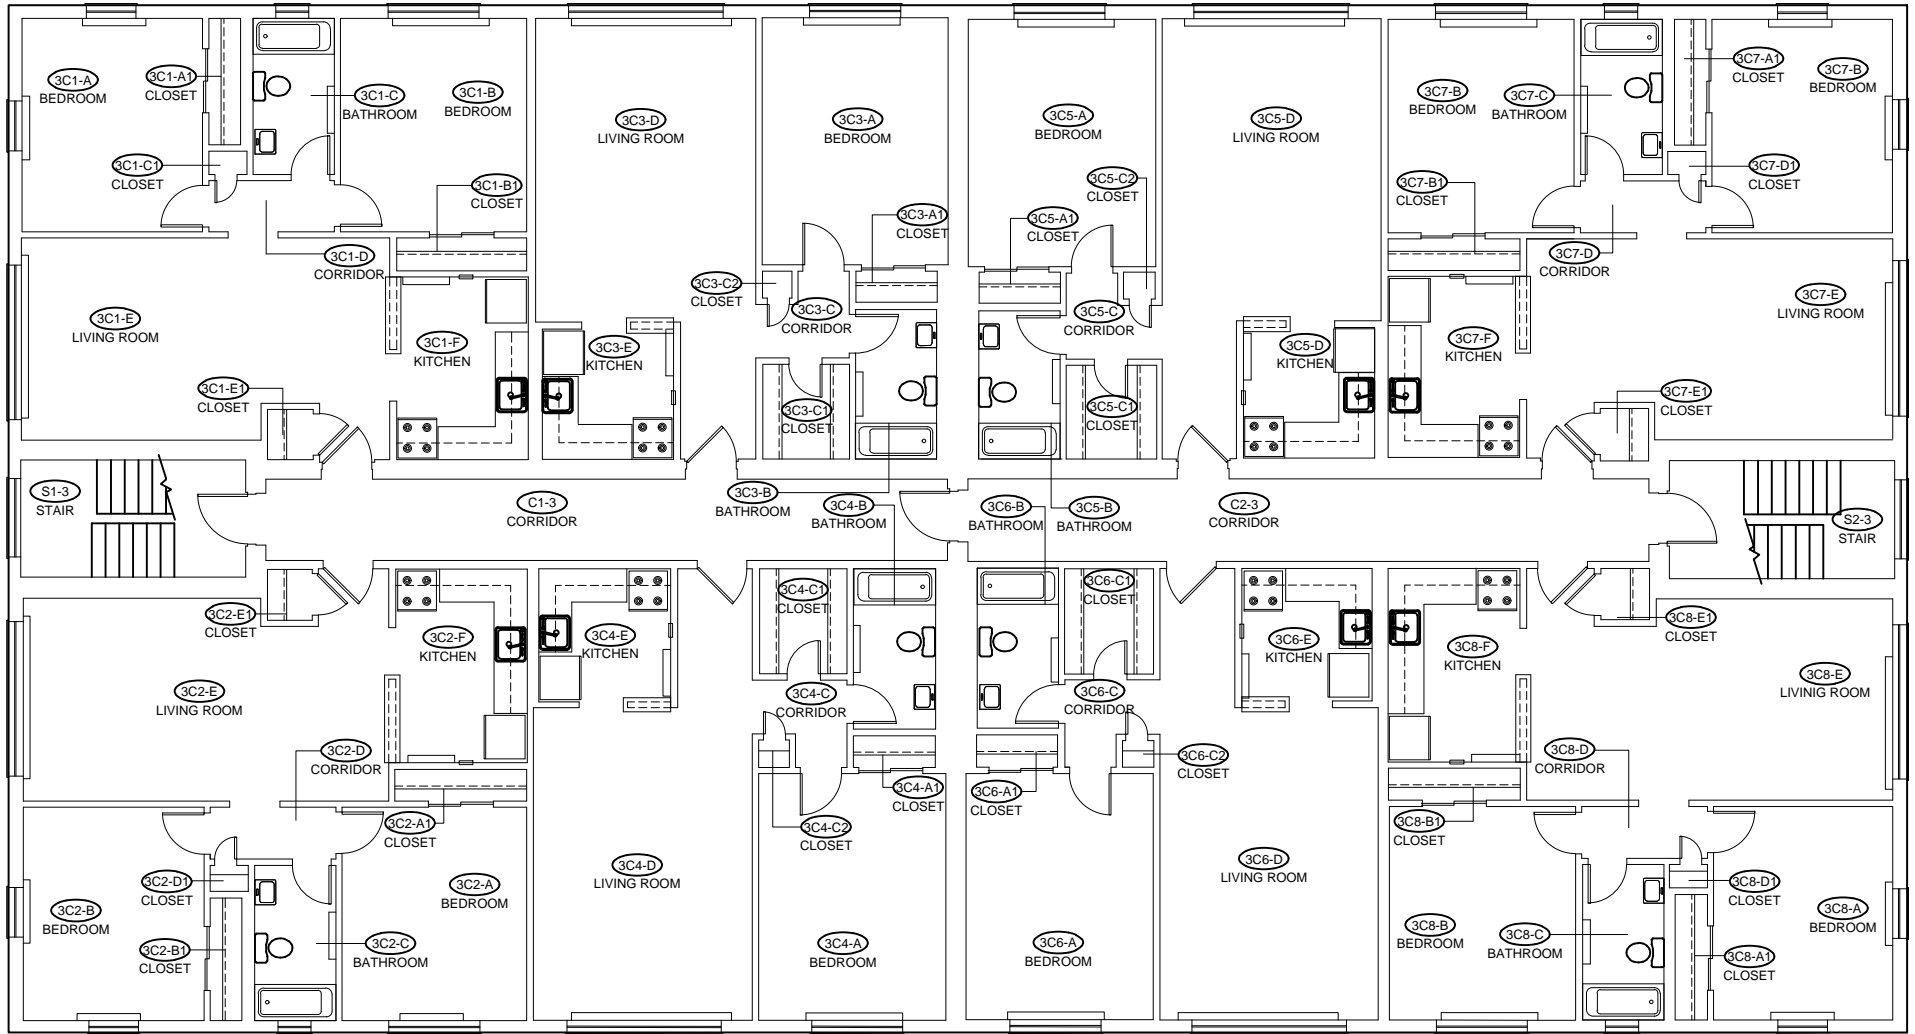 3C1-A
BEDROOM
3C1-A1
CLOSET
3C1-C
BATHROOM
3C1-B
BEDROOM
3C1-C1
CLOSET
3C1-B1
CLOSET
3C1-D
CORRIDOR
3C1-E
LIVING ROOM
3C1-F
KITCHEN
3C1-E1
CLOSET
3C3-D
LIVING ROOM
3C3-A
BEDROOM
3C3-A1
CLOSET
3C3-C2
CLOSET
3C3-C
CORRIDOR
3C3-E
KITCHEN
3C3-C1
CLOSET
3C5-A
BEDROOM
3C5-D
LIVING ROOM
3C5-C2
CLOSET
3C5-A1
CLOSET
3C5-C
CORRIDOR
3C5-D
KITCHEN
3C5-C1
CLOSET
3C7-B
BEDROOM
3C7-C
BATHROOM
3C7-A1
CLOSET
3C7-B
BEDROOM
3C7-B1
CLOSET
3C7-D1
CLOSET
3C7-D
CORRIDOR
3C7-E
LIVING ROOM
3C7-F
KITCHEN
3C7-E1
CLOSET
S1-3
STAIR
C1-3
CORRIDOR
3C3-B
BATHROOM
3C4-B
BATHROOM
3C6-B
BATHROOM
3C5-B
BATHROOM
C2-3
CORRIDOR
S2-3
STAIR
3C2-E1
CLOSET
3C2-F
KITCHEN
3C2-E
LIVING ROOM
3C2-D
CORRIDOR
3C2-A1
CLOSET
3C2-D1
CLOSET
3C2-A
BEDROOM
3C2-B
BEDROOM
3C2-B1
CLOSET
3C2-C
BATHROOM
3C4-E
KITCHEN
3C4-C1
CLOSET
3C4-C
CORRIDOR
3C4-A1
CLOSET
3C4-C2
CLOSET
3C4-D
LIVING ROOM
3C4-A
BEDROOM
3C6-C1
CLOSET
3C6-E
KITCHEN
3C6-C
CORRIDOR
3C6-C2
CLOSET
3C6-A1
CLOSET
3C6-D
LIVING ROOM
3C6-A
BEDROOM
3C8-E1
CLOSET
3C8-F
KITCHEN
3C8-E
LIVINIG ROOM
3C8-D
CORRIDOR
3C8-B1
CLOSET
3C8-D1
CLOSET
3C8-A
BEDROOM
3C8-B
BEDROOM
3C8-C
BATHROOM
3C8-A1
CLOSET